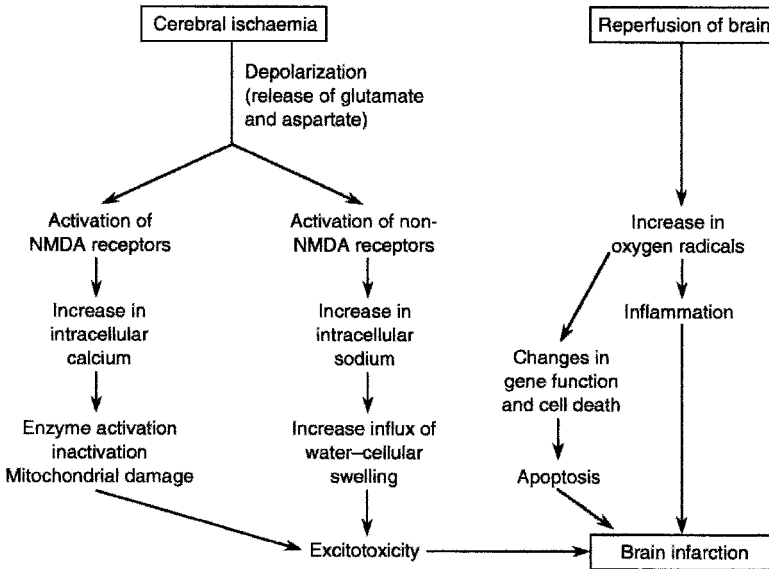 Cerebral ischaemia
Reperfusion of brain
Depolarization
(release of glutamate
and aspartate)
Activation of
NMDA receptors
Activation of non-
NMDA receptors
Increase in
oxygen radicals
Increase in
intracellular
calcium
Increase in
intracellular
sodium
Inflammation
Changes in
gene function
and cell death
Enzyme activation
inactivation
Mitochondrial damage
Increase influx of
water–cellular
swelling
Apoptosis
Excitotoxicity
Brain infarction